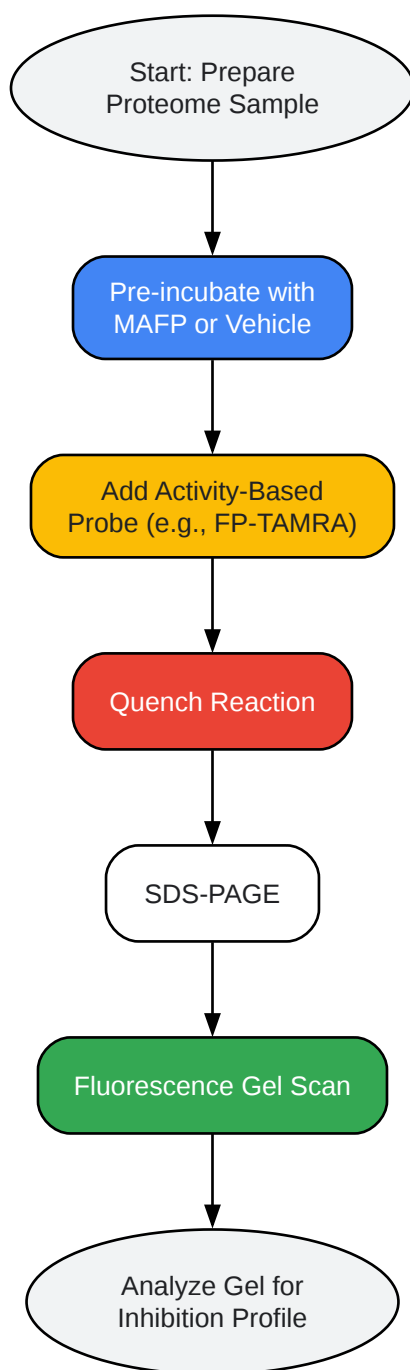 Start: Prepare
Proteome Sample
Pre-incubate with
MAFP or Vehicle
Add Activity-Based
Probe (e.g., FP-TAMRA)
Quench Reaction
SDS-PAGE
Fluorescence Gel Scan
Analyze Gel for
Inhibition Profile